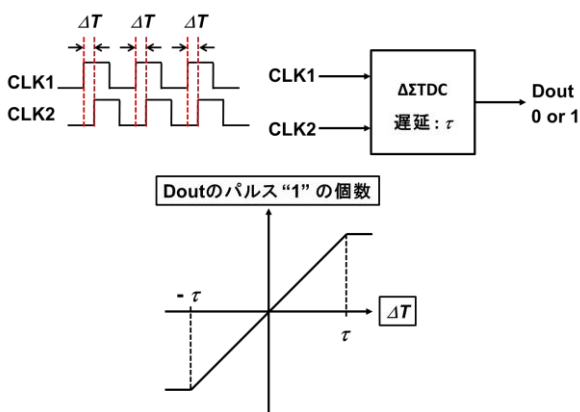 ΔT ΔT ΔT
CLK1
CLK2
CLK1
CLK2
ΔΣTDC
遅延：τ
Dout
0 or 1
Doutのパルス “1” の個数
- τ
ΔT
τ